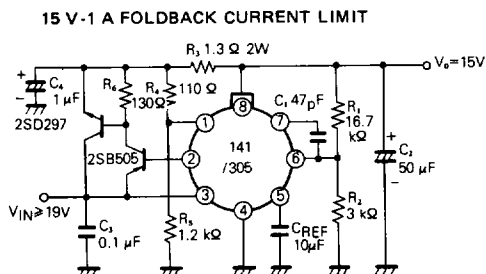 15 V-1 A FOLDBACK CURRENT LIMIT
R3 1.3 Ω 2W
Vo=15V
+
C4
1 μF
−
R6
130Ω
R4
110 Ω
8
C1 47pF
R1
16.7
kΩ
2SD297
1
7
141
/305
2SB505
2
6
+
C2
50 μF
−
3
5
4
VIN≥19V
R5
1.2 kΩ
R2
3 kΩ
C3
0.1 μF
CREF
10μF